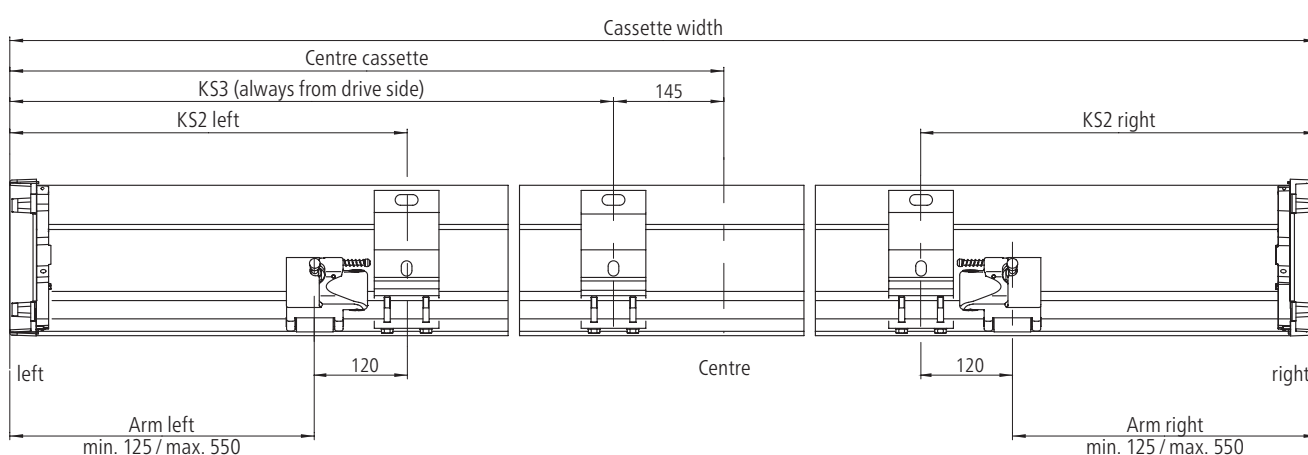 Cassette width
Centre cassette
KS3 (always from drive side)
145
KS2 left
KS2 right
120
120
left
Centre
right
Arm left
min. 125 / max. 550
Arm right
min. 125 / max. 550